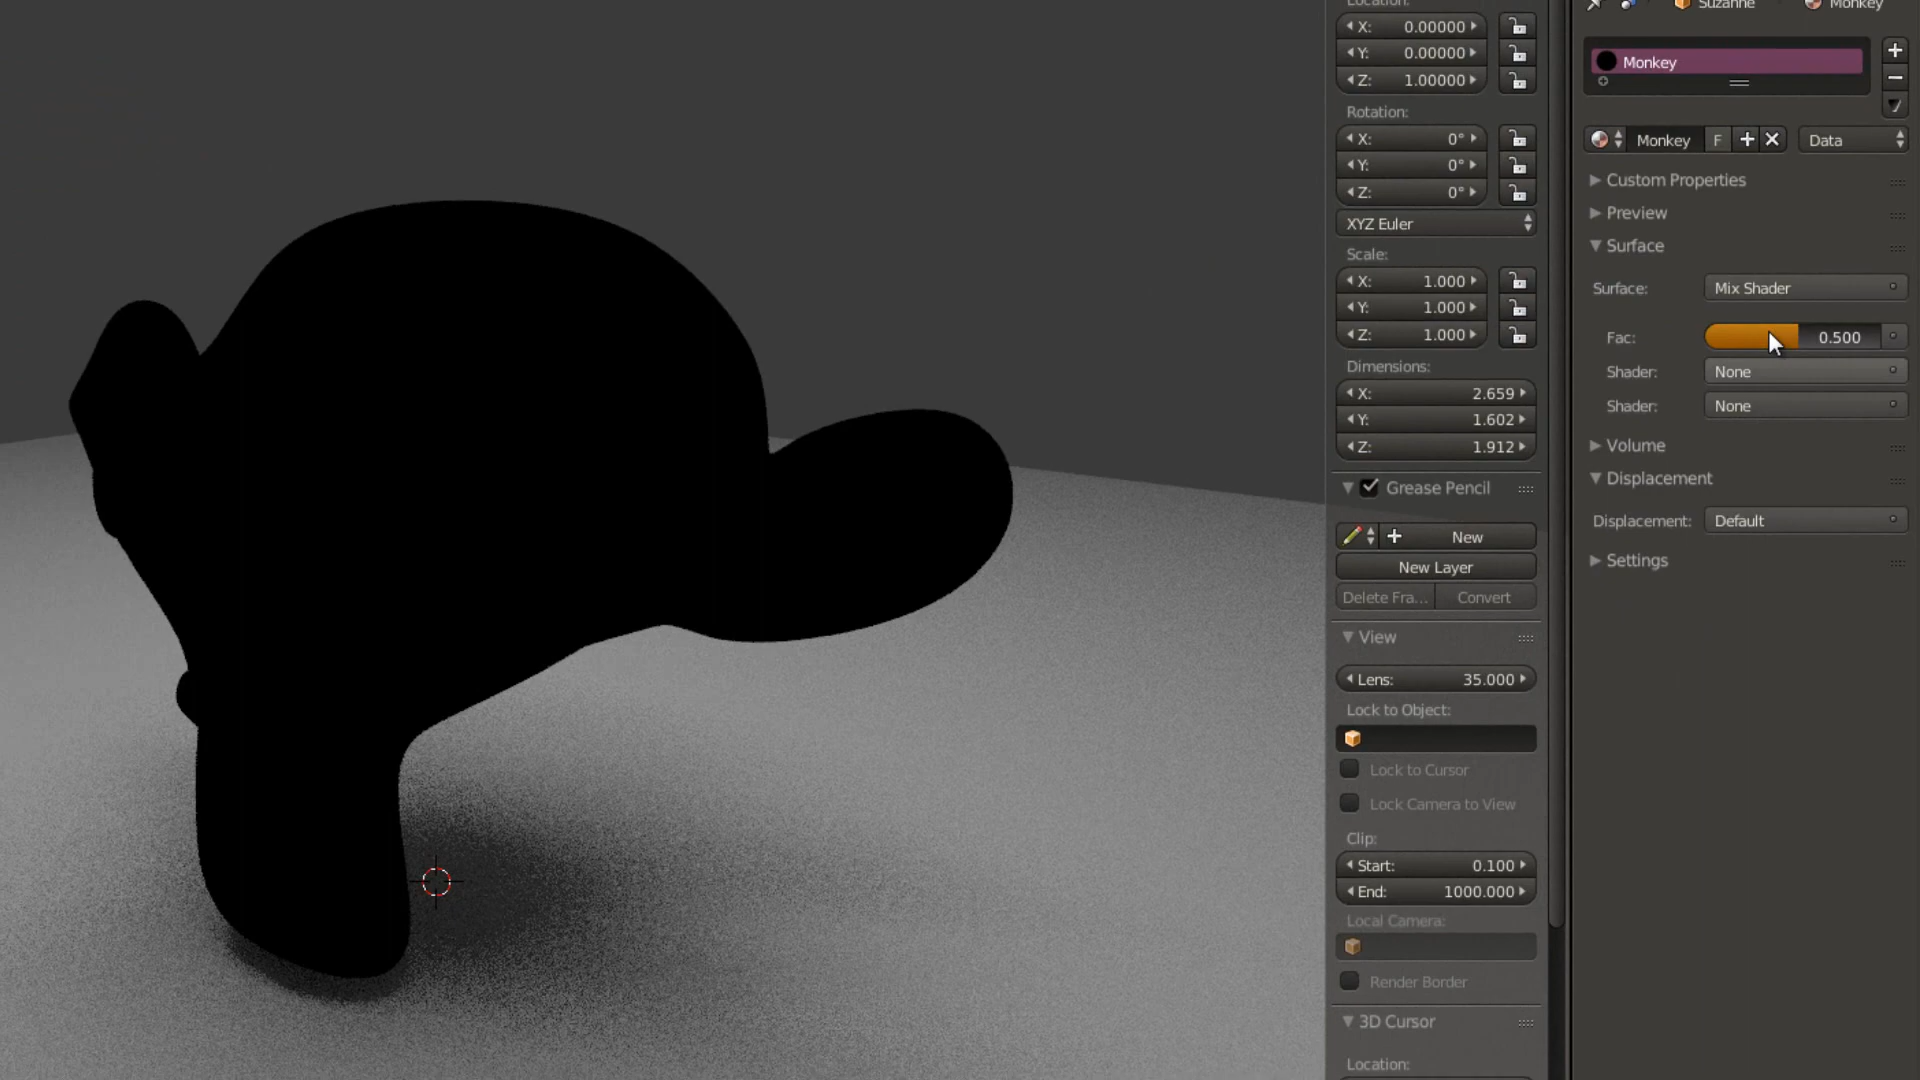 Location:
X: 0.00000
Y: 0.00000
Z: 1.00000
Rotation:
X: 0°
Y: 0°
Z: 0°
XYZ Euler
Scale:
X: 1.000
Y: 1.000
Z: 1.000
Dimensions:
X: 2.659
Y: 1.602
Z: 1.912
Grease Pencil
New
New Layer
Delete Fra... Convert
View
Lens: 35.000
Lock to Object:
Lock to Cursor
Lock Camera to View
Clip:
Start: 0.100
End: 1000.000
Local Camera:
Render Border
3D Cursor
Location:
Suzanne Monkey
Monkey
Monkey F Data
Custom Properties
Preview
Surface
Surface: Mix Shader
Fac: 0.500
Shader: None
Shader: None
Volume
Displacement
Displacement: Default
Settings